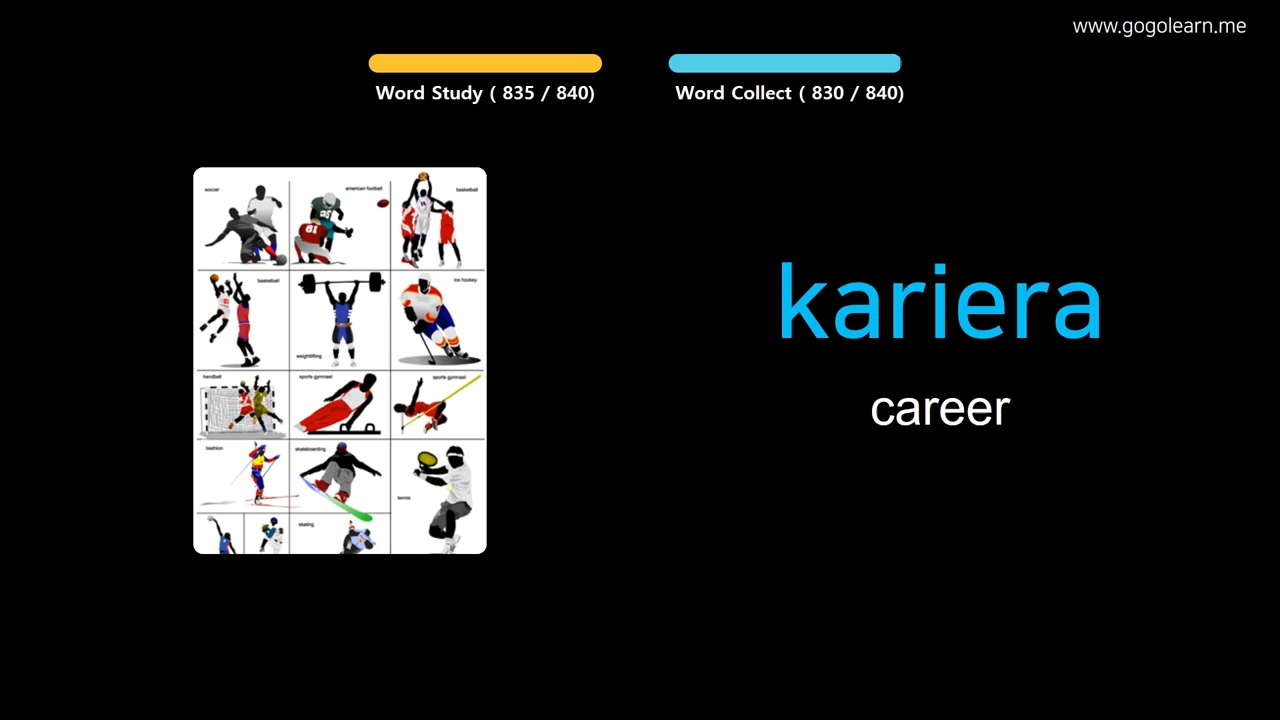 www.gogolearn.me
Word Study ( 835 / 840)
Word Collect ( 830 / 840)
soccer
american football
basketball
basketball
weightlifting
ice hockey
handball
sports gymnast
sports gymnast
biathlon
skateboarding
tennis
skating
kariera
career